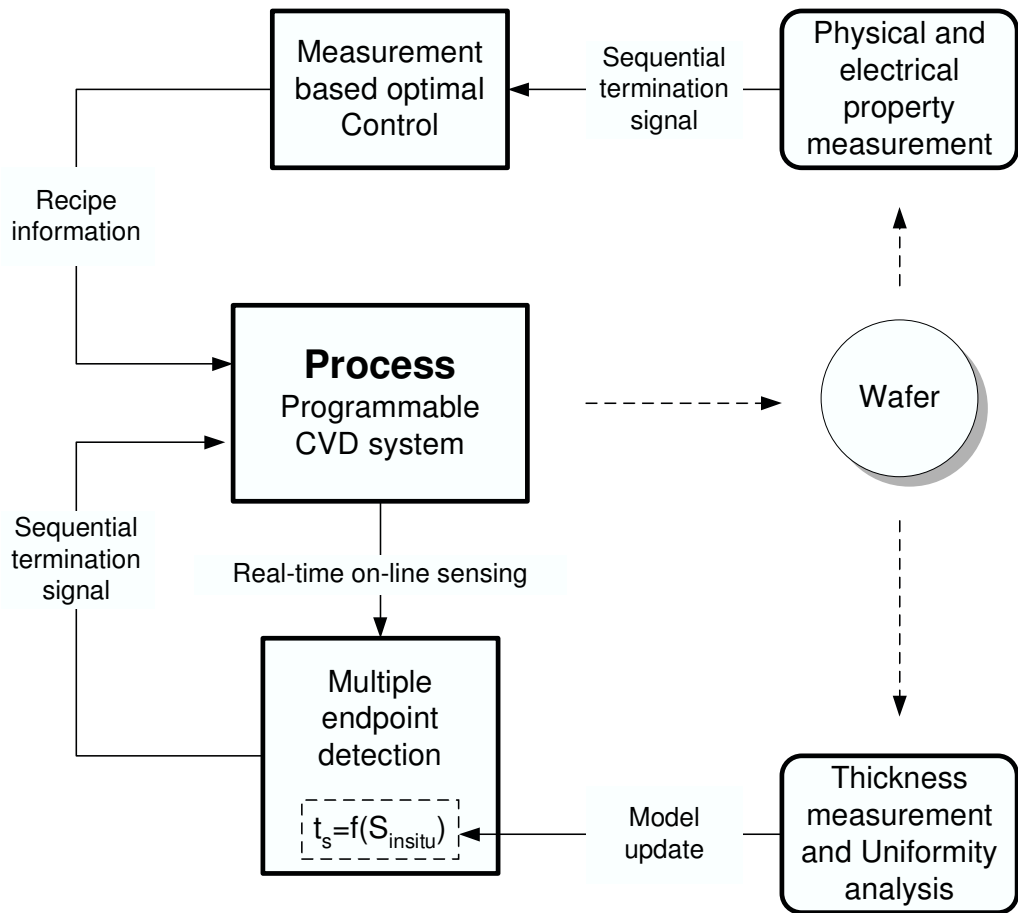 Measurement
based optimal
Control
Sequential
termination
signal
Physical and
electrical
property
measurement
Recipe
information
Process
Programmable
CVD system
Wafer
Sequential
termination
signal
Real-time on-line sensing
Multiple
endpoint
detection
t_s=f(S_insitu)
Model
update
Thickness
measurement
and Uniformity
analysis